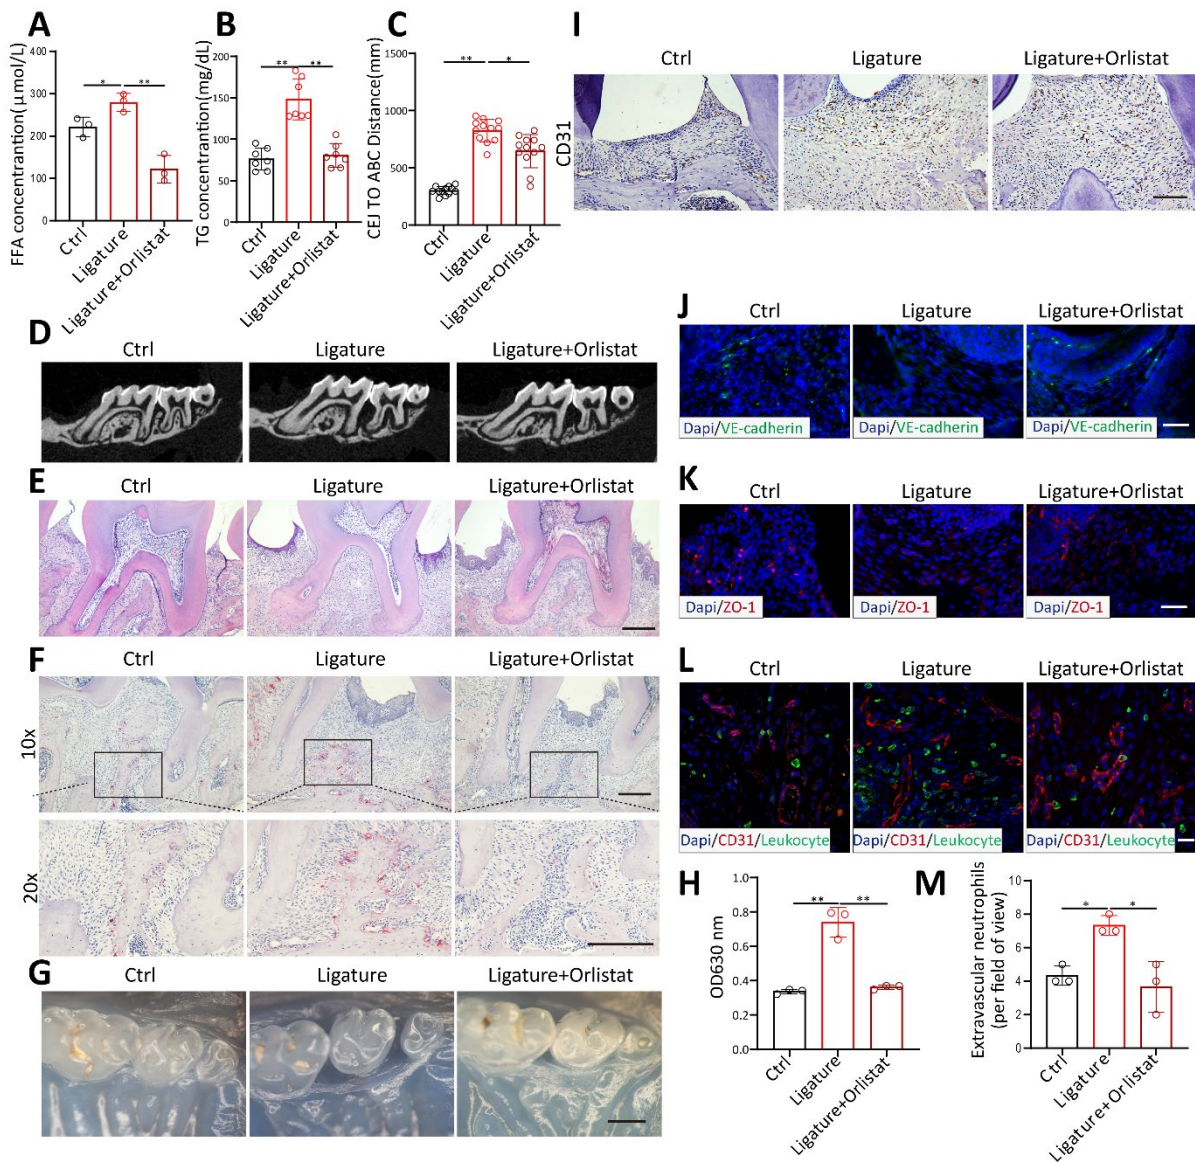 A
FFA concentration(μmol/L)
400
300
200
100
0
*
**
Ctrl
Ligature
Ligature+Orlistat
B
TG concentrantion(mg/dL)
200
150
100
50
0
**
**
Ctrl
Ligature
Ligature+Orlistat
C
CEJ TO ABC Distance(mm)
1500
1000
500
0
**
*
Ctrl
Ligature
Ligature+Orlistat
D
Ctrl
Ligature
Ligature+Orlistat
E
Ctrl
Ligature
Ligature+Orlistat
F
Ctrl
Ligature
Ligature+Orlistat
10x
20x
G
Ctrl
Ligature
Ligature+Orlistat
I
Ctrl
Ligature
Ligature+Orlistat
CD31
J
Ctrl
Ligature
Ligature+Orlistat
Dapi/VE-cadherin
Dapi/VE-cadherin
Dapi/VE-cadherin
K
Ctrl
Ligature
Ligature+Orlistat
Dapi/ZO-1
Dapi/ZO-1
Dapi/ZO-1
L
Ctrl
Ligature
Ligature+Orlistat
Dapi/CD31/Leukocyte
Dapi/CD31/Leukocyte
Dapi/CD31/Leukocyte
H
OD630 nm
1.0
0.8
0.6
0.4
0.2
0.0
**
**
Ctrl
Ligature
Ligature+Orlistat
M
Extravascular neutrophils
(per field of view)
10
8
6
4
2
0
*
*
Ctrl
Ligature
Ligature+Orlistat